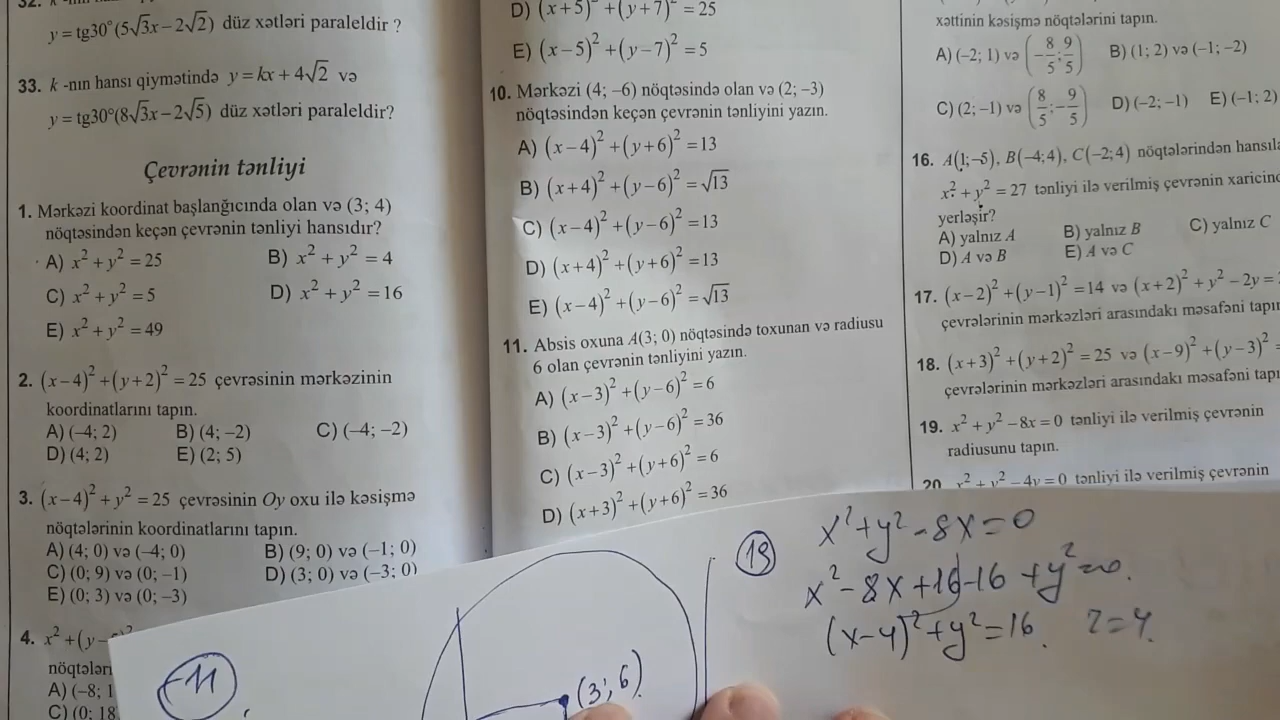 y = tg30°(5√3x − 2√2) düz xətləri paraleldir ?
33. k -nın hansı qiymətində y = kx + 4√2 və
y = tg30°(8√3x − 2√5) düz xətləri paraleldir?
Çevrənin tənliyi
1. Mərkəzi koordinat başlanğıcında olan və (3; 4)
nöqtəsindən keçən çevrənin tənliyi hansıdır?
A) x² + y² = 25 B) x² + y² = 4
C) x² + y² = 5 D) x² + y² = 16
E) x² + y² = 49
2. (x − 4)² + (y + 2)² = 25 çevrəsinin mərkəzinin
koordinatlarını tapın.
A) (−4; 2) B) (4; −2) C) (−4; −2)
D) (4; 2) E) (2; 5)
3. (x − 4)² + y² = 25 çevrəsinin Oy oxu ilə kəsişmə
nöqtələrinin koordinatlarını tapın.
A) (4; 0) və (−4; 0) B) (9; 0) və (−1; 0)
C) (0; 9) və (0; −1) D) (3; 0) və (−3; 0)
E) (0; 3) və (0; −3)
4. x² + (y −
A) (−8; 1
C) (0; 18
D) (x + 5)² + (y + 7)² = 25
E) (x − 5)² + (y − 7)² = 5
10. Mərkəzi (4; −6) nöqtəsində olan və (2; −3)
nöqtəsindən keçən çevrənin tənliyini yazın.
A) (x − 4)² + (y + 6)² = 13
B) (x + 4)² + (y − 6)² = √13
C) (x − 4)² + (y − 6)² = 13
D) (x + 4)² + (y + 6)² = 13
E) (x − 4)² + (y − 6)² = √13
11. Absis oxuna A(3; 0) nöqtəsində toxunan və radiusu
6 olan çevrənin tənliyini yazın.
A) (x − 3)² + (y − 6)² = 6
B) (x − 3)² + (y − 6)² = 36
C) (x − 3)² + (y + 6)² = 6
D) (x + 3)² + (y + 6)² = 36
xəttinin kəsişmə nöqtələrini tapın.
A) (−2; 1) və (−8/5; 9/5) B) (1; 2) və (−1; −2)
C) (2; −1) və (8/5; −9/5) D) (−2; −1) E) (−1; 2)
16. A(1; −5), B(−4; 4), C(−2; 4) nöqtələrindən
x² + y² = 27 tənliyi ilə verilmiş çevrənin
yerləşir?
A) yalnız A B) yalnız B C) yalnız C
D) A və B E) A və C
17. (x − 2)² + (y − 1)² = 14 və (x + 2)² + y² − 2y =
çevrələrinin mərkəzləri arasındakı məsafəni
18. (x + 3)² + (y + 2)² = 25 və (x − 9)² + (y − 3)² =
çevrələrinin mərkəzləri arasındakı məsafəni
19. x² + y² − 8x = 0 tənliyi ilə verilmiş çevrənin
radiusunu tapın.
20. x² + y² − 4y = 0 tənliyi ilə verilmiş çevrənin
11
(3; 6)
19
x² + y² − 8x = 0
x² − 8x + 16 − 16 + y² = 0.
(x − 4)² + y² = 16. r = 4.